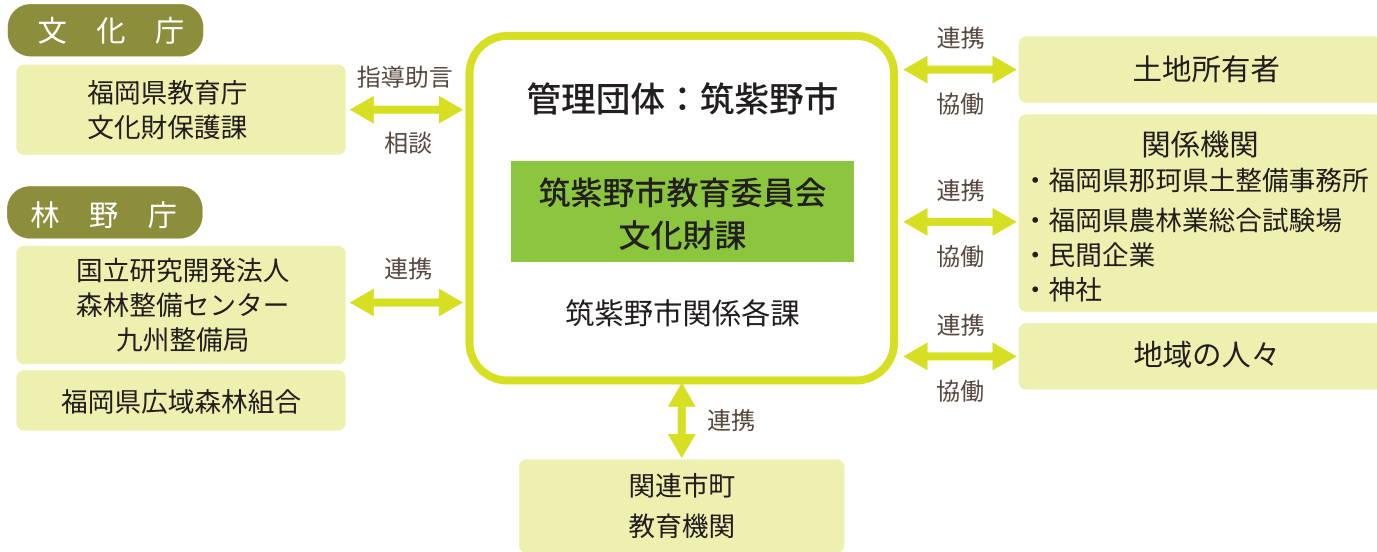 文 化 庁
福岡県教育庁
文化財保護課
指導助言
相談
林 野 庁
国立研究開発法人
森林整備センター
九州整備局
連携
福岡県広域森林組合
管理団体：筑紫野市
筑紫野市教育委員会
文化財課
筑紫野市関係各課
連携
関連市町
教育機関
連携
協働
土地所有者
連携
協働
関係機関
・福岡県那珂県土整備事務所
・福岡県農林業総合試験場
・民間企業
・神社
連携
協働
地域の人々